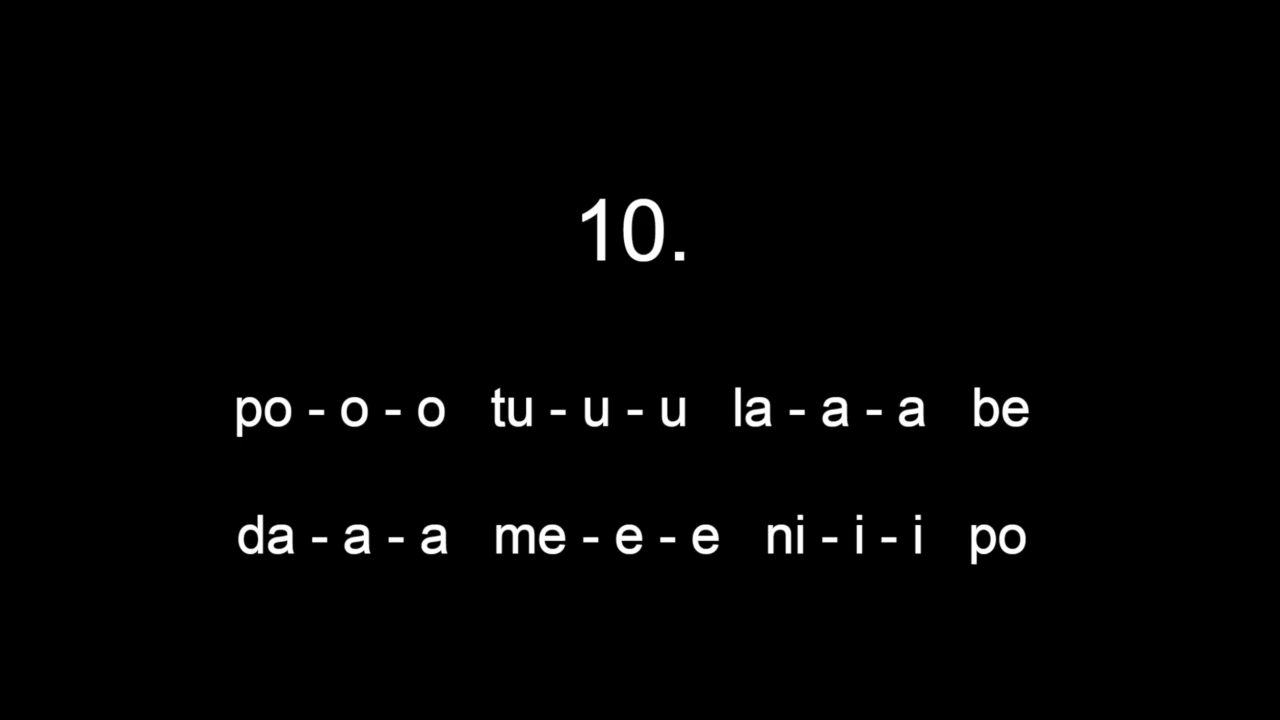 10.
po - o - o tu - u - u la - a - a be
da - a - a me - e - e ni - i - i po